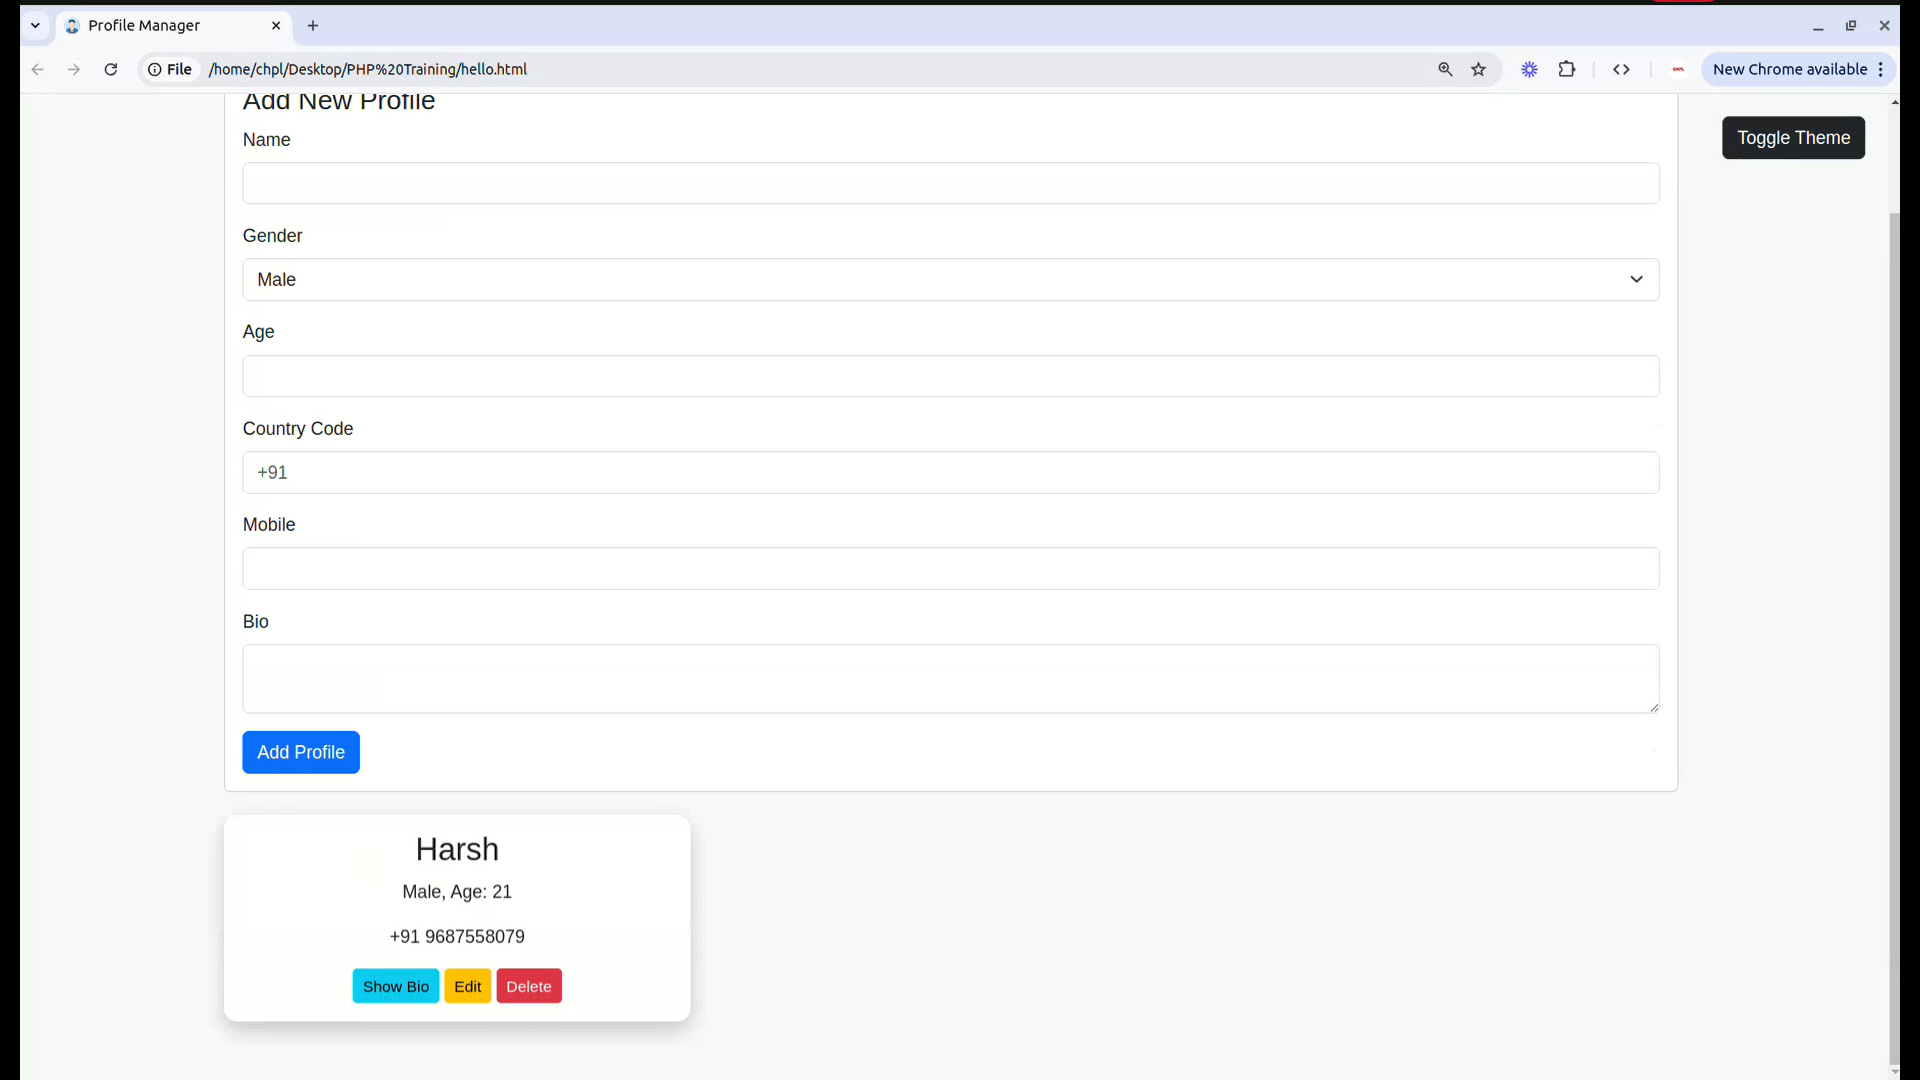 Profile Manager
File /home/chpl/Desktop/PHP%20Training/hello.html
New Chrome available
Add New Profile
Toggle Theme
Name
Gender
Male
Age
Country Code
+91
Mobile
Bio
Add Profile
Harsh
Male, Age: 21
+91 9687558079
Show Bio Edit Delete